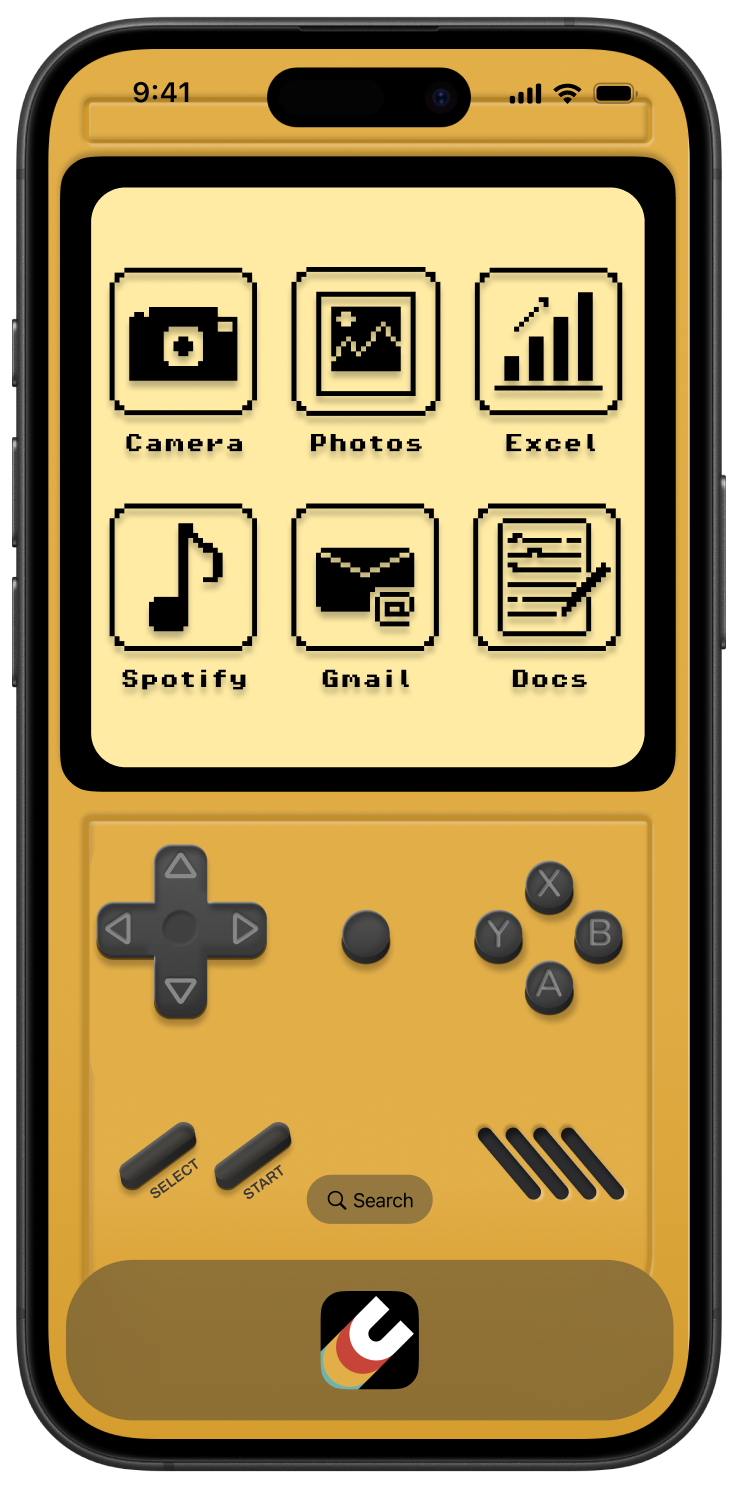 9:41
Camera Photos Excel
Spotify Gmail Docs
X
Y B
A
SELECT START
Search